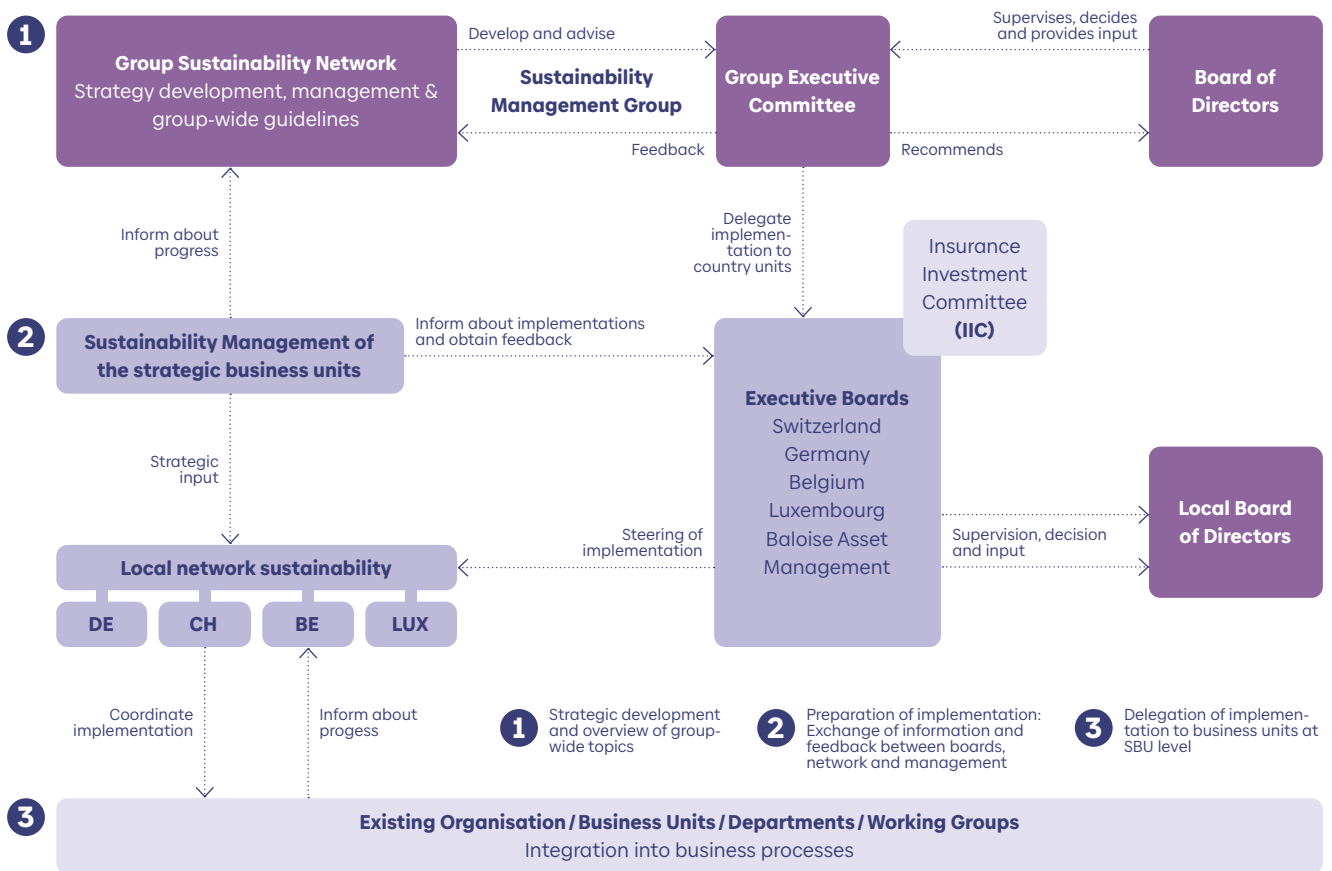 1
Group Sustainability Network
Strategy development, management &
group-wide guidelines
Develop and advise
Sustainability
Management Group
Feedback
Group Executive
Committee
Supervises, decides
and provides input
Recommends
Board of
Directors
Inform about
progress
Delegate
implemen-
tation to
country units
Insurance
Investment
Committee
(IIC)
2
Sustainability Management of
the strategic business units
Inform about implementations
and obtain feedback
Executive Boards
Switzerland
Germany
Belgium
Luxembourg
Baloise Asset
Management
Strategic
input
Steering of
implementation
Supervision, decision
and input
Local Board
of Directors
Local network sustainability
DE
CH
BE
LUX
Coordinate
implementation
Inform about
progess
1
Strategic development
and overview of group-
wide topics
2
Preparation of implementation:
Exchange of information and
feedback between boards,
network and management
3
Delegation of implemen-
tation to business units at
SBU level
3
Existing Organisation / Business Units / Departments / Working Groups
Integration into business processes